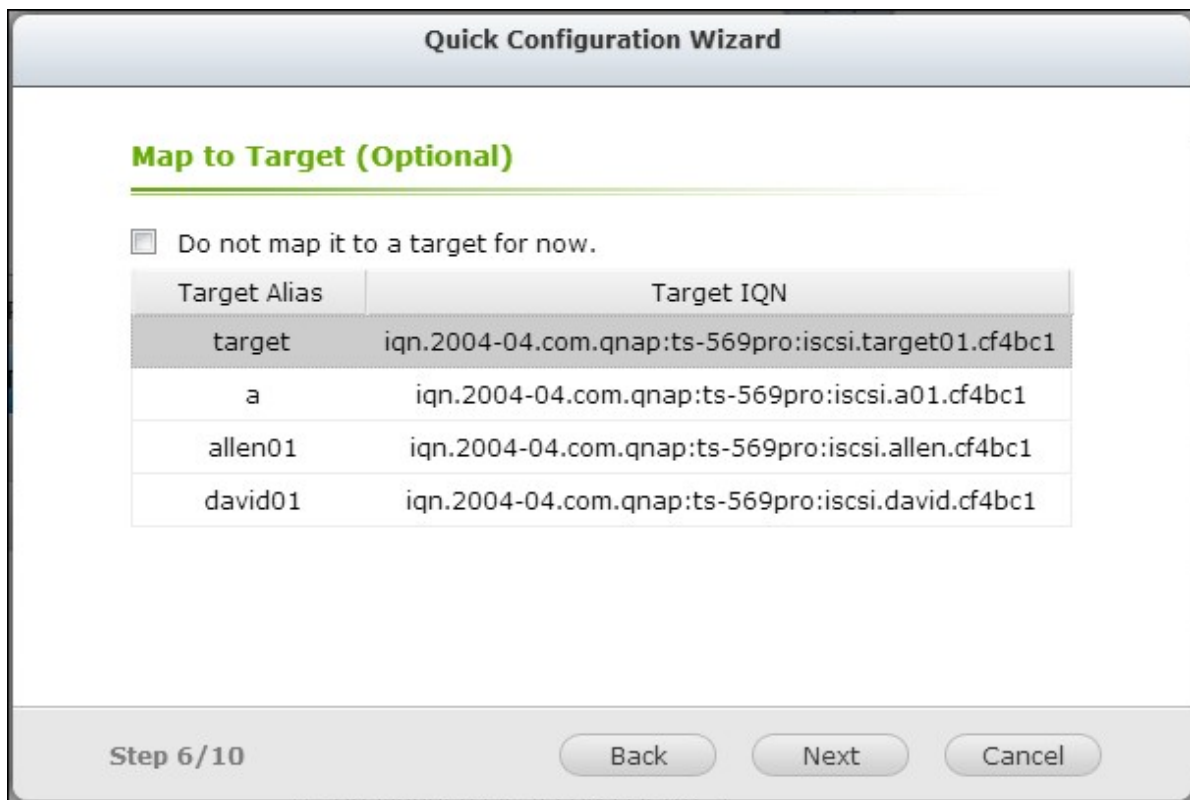 Quick Configuration Wizard
Map to Target (Optional)
Do not map it to a target for now.
Target Alias Target IQN
target iqn.2004-04.com.qnap:ts-569pro:iscsi.target01.cf4bc1
a iqn.2004-04.com.qnap:ts-569pro:iscsi.a01.cf4bc1
allen01 iqn.2004-04.com.qnap:ts-569pro:iscsi.allen.cf4bc1
david01 iqn.2004-04.com.qnap:ts-569pro:iscsi.david.cf4bc1
Step 6/10 Back Next Cancel